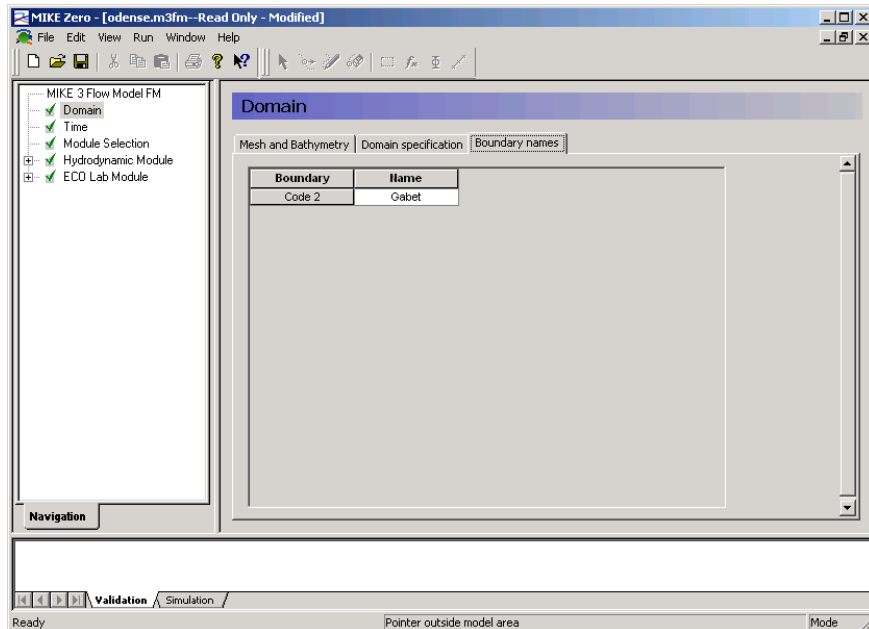 MIKE Zero - [odense.m3fm--Read Only - Modified]
File Edit View Run Window Help
MIKE 3 Flow Model FM
Domain
Time
Module Selection
Hydrodynamic Module
ECO Lab Module
Navigation
Domain
Mesh and Bathymetry Domain specification Boundary names
Boundary Name
Code 2 Gabet
Validation Simulation
Ready Pointer outside model area Mode